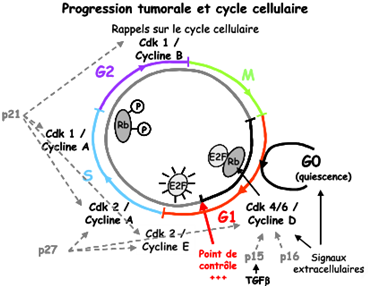 Progression tumorale et cycle cellulaire
Rappels sur le cycle cellulaire
Cdk 1 /
Cycline B
G2
M
p21
P
Rb
P
Cdk 1 /
Cycline A
E2F
Rb
G0
(quiescence)
S
E2F
Cdk 2 /
Cycline A
G1
Cdk 4/6 /
Cycline D
Cdk 2 /
Cycline E
p27
Point de
contrôle
+++
p15
p16
Signaux
extracellulaires
TGFβ